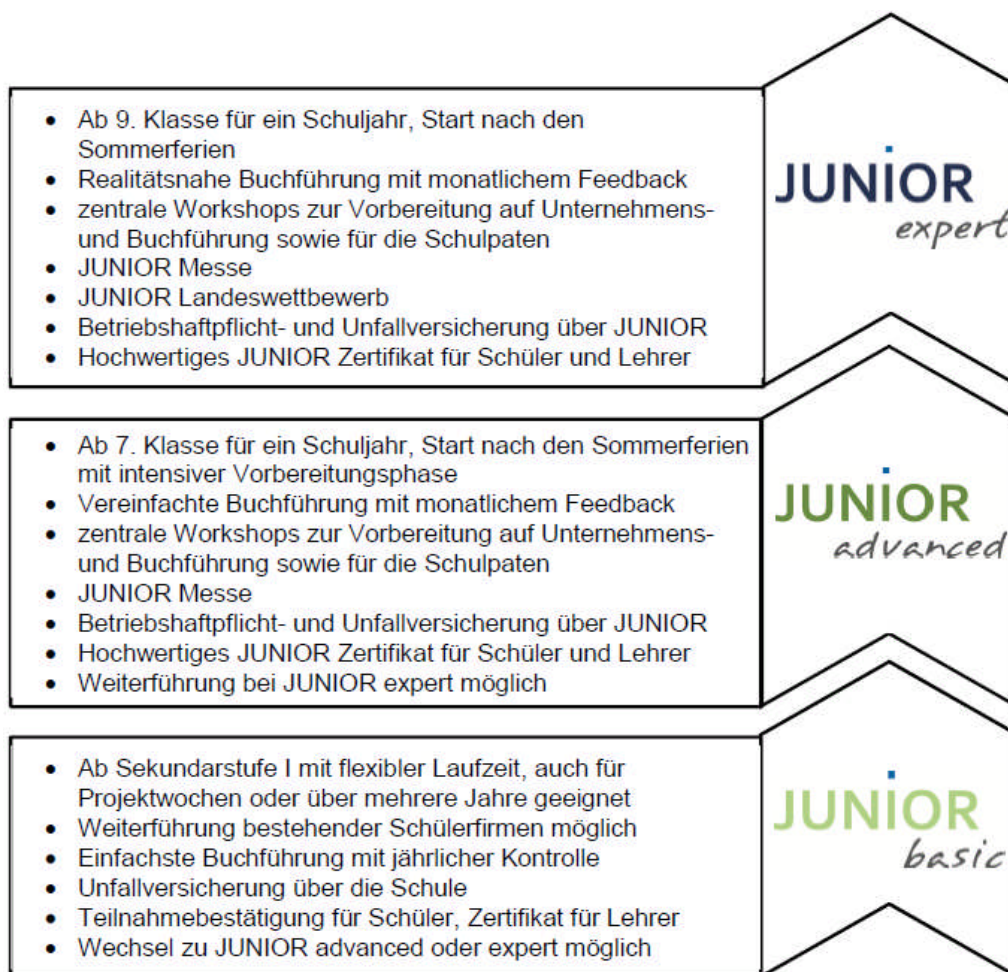 • Ab 9. Klasse für ein Schuljahr, Start nach den
Sommerferien
• Realitätsnahe Buchführung mit monatlichem Feedback
• zentrale Workshops zur Vorbereitung auf Unternehmens-
und Buchführung sowie für die Schulpaten
• JUNIOR Messe
• JUNIOR Landeswettbewerb
• Betriebshaftpflicht- und Unfallversicherung über JUNIOR
• Hochwertiges JUNIOR Zertifikat für Schüler und Lehrer
JUNIOR
expert
• Ab 7. Klasse für ein Schuljahr, Start nach den Sommerferien
mit intensiver Vorbereitungsphase
• Vereinfachte Buchführung mit monatlichem Feedback
• zentrale Workshops zur Vorbereitung auf Unternehmens-
und Buchführung sowie für die Schulpaten
• JUNIOR Messe
• Betriebshaftpflicht- und Unfallversicherung über JUNIOR
• Hochwertiges JUNIOR Zertifikat für Schüler und Lehrer
• Weiterführung bei JUNIOR expert möglich
JUNIOR
advanced
• Ab Sekundarstufe I mit flexibler Laufzeit, auch für
Projektwochen oder über mehrere Jahre geeignet
• Weiterführung bestehender Schülerfirmen möglich
• Einfachste Buchführung mit jährlicher Kontrolle
• Unfallversicherung über die Schule
• Teilnahmebestätigung für Schüler, Zertifikat für Lehrer
• Wechsel zu JUNIOR advanced oder expert möglich
JUNIOR
basic